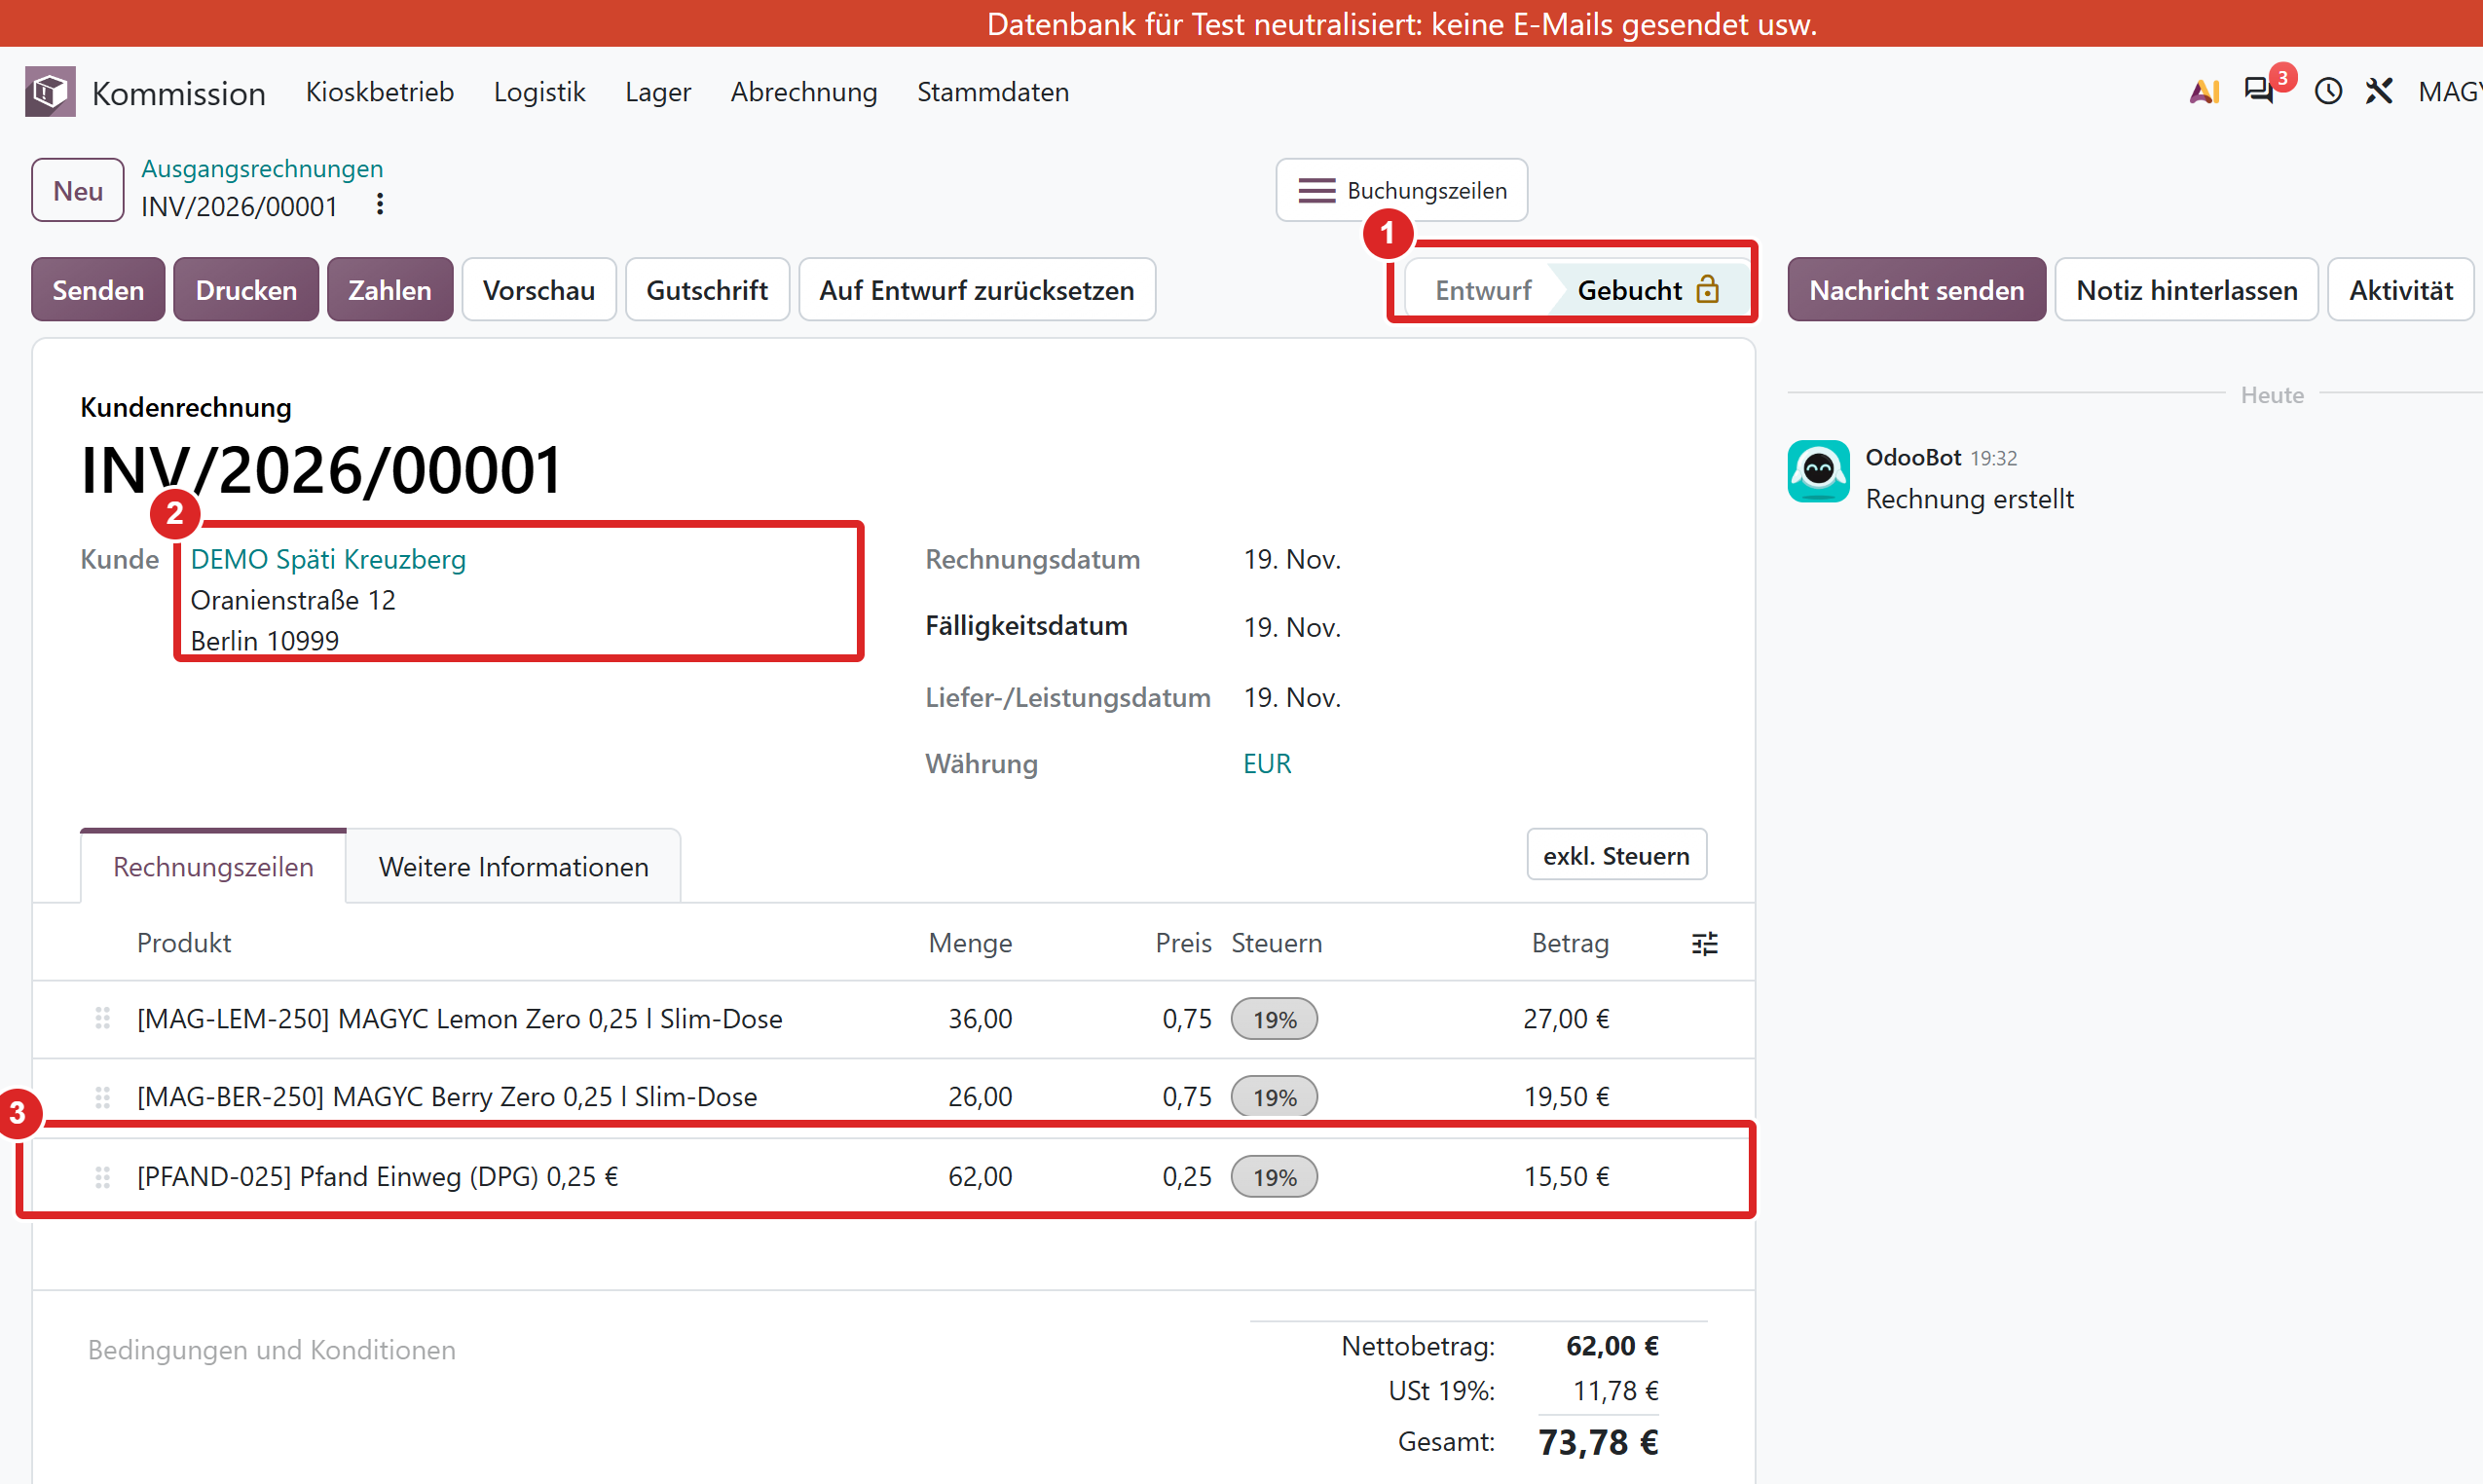 Datenbank für Test neutralisiert: keine E-Mails gesendet usw.
Kommission Kioskbetrieb Logistik Lager Abrechnung Stammdaten AI 3
Neu Ausgangsrechnungen
INV/2026/00001
Buchungszeilen
1
Senden Drucken Zahlen Vorschau Gutschrift Auf Entwurf zurücksetzen Entwurf Gebucht Nachricht senden Notiz hinterlassen Aktivität
Heute
Kundenrechnung
INV/2026/00001
OdooBot 19:32
Rechnung erstellt
2
Kunde DEMO Späti Kreuzberg
Oranienstraße 12
Berlin 10999
Rechnungsdatum 19. Nov.
Fälligkeitsdatum 19. Nov.
Liefer-/Leistungsdatum 19. Nov.
Währung EUR
Rechnungszeilen Weitere Informationen exkl. Steuern
Produkt Menge Preis Steuern Betrag
[MAG-LEM-250] MAGYC Lemon Zero 0,25 l Slim-Dose 36,00 0,75 19% 27,00 €
[MAG-BER-250] MAGYC Berry Zero 0,25 l Slim-Dose 26,00 0,75 19% 19,50 €
3
[PFAND-025] Pfand Einweg (DPG) 0,25 € 62,00 0,25 19% 15,50 €
Bedingungen und Konditionen
Nettobetrag: 62,00 €
USt 19%: 11,78 €
Gesamt: 73,78 €